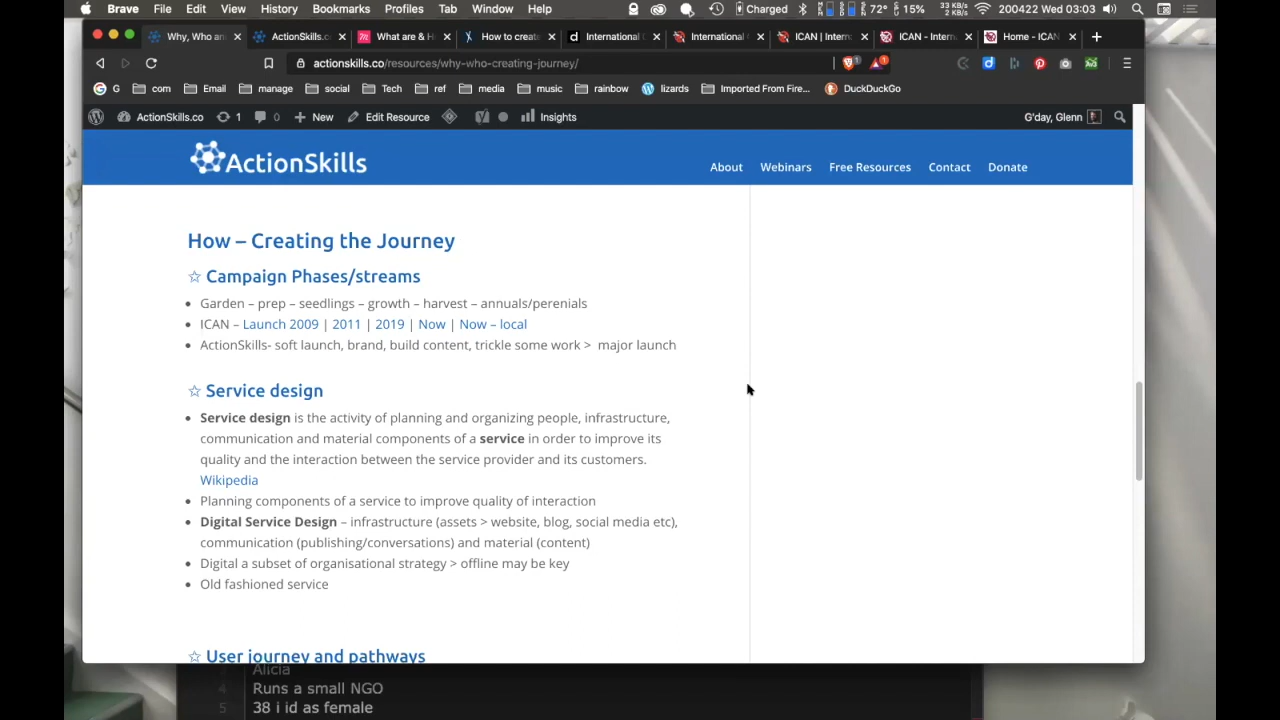 Brave File Edit View History Bookmarks Profiles Tab Window Help Charged 72° 15% 33 KB 2 KB/s 200422 Wed 03:03
Why, Who an ActionSkills.c What are & H How to create International C International ICAN | Intern ICAN - Intern Home - ICAN
actionskills.co/resources/why-who-creating-journey/
G com Email manage social Tech ref media music rainbow lizards Imported From Fire... DuckDuckGo
ActionSkills.co 1 0 New Edit Resource Insights G'day, Glenn
ActionSkills About Webinars Free Resources Contact Donate
How – Creating the Journey
☆ Campaign Phases/streams
• Garden – prep – seedlings – growth – harvest – annuals/perenials
• ICAN – Launch 2009 | 2011 | 2019 | Now | Now – local
• ActionSkills- soft launch, brand, build content, trickle some work > major launch
☆ Service design
• Service design is the activity of planning and organizing people, infrastructure,
communication and material components of a service in order to improve its
quality and the interaction between the service provider and its customers.
Wikipedia
• Planning components of a service to improve quality of interaction
• Digital Service Design – infrastructure (assets > website, blog, social media etc),
communication (publishing/conversations) and material (content)
• Digital a subset of organisational strategy > offline may be key
• Old fashioned service
☆ User journey and pathways
Alicia
4 Runs a small NGO
5 38 i id as female